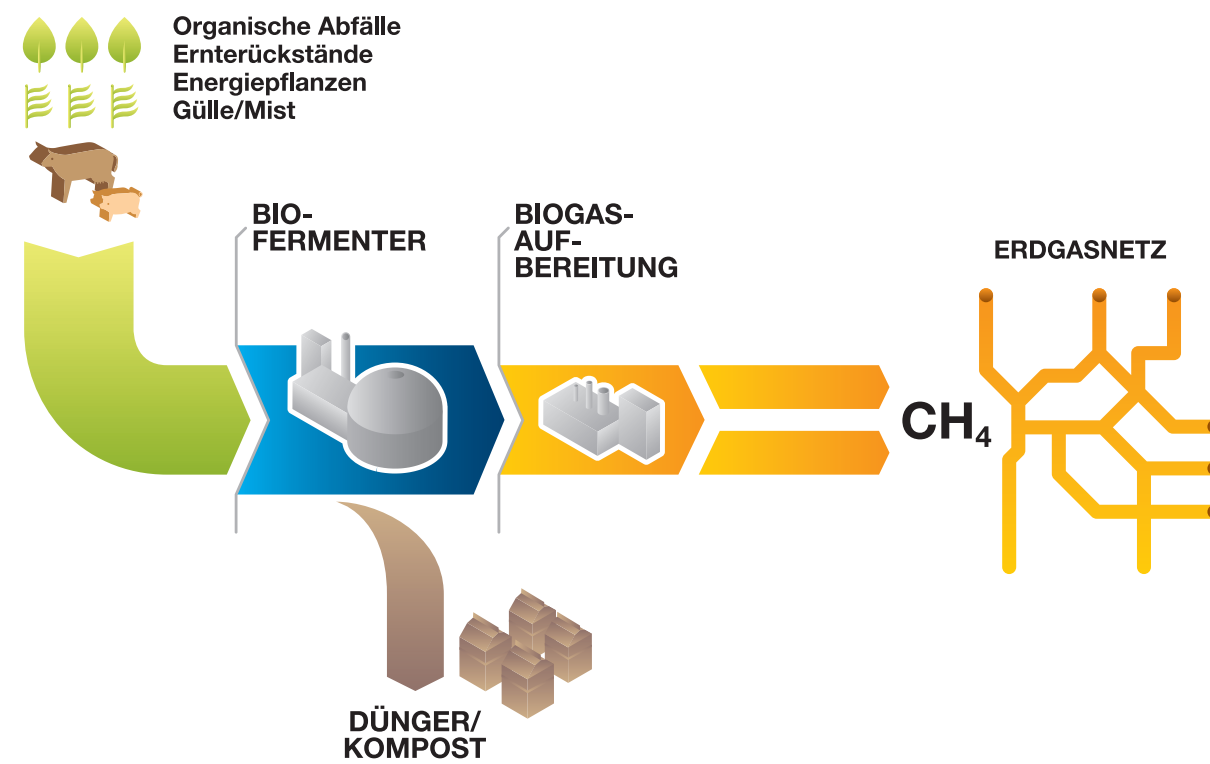 Organische Abfälle
Ernterückstände
Energiepflanzen
Gülle/Mist
BIO-
FERMENTER
BIOGAS-
AUF-
BEREITUNG
ERDGASNETZ
CH₄
DÜNGER/
KOMPOST